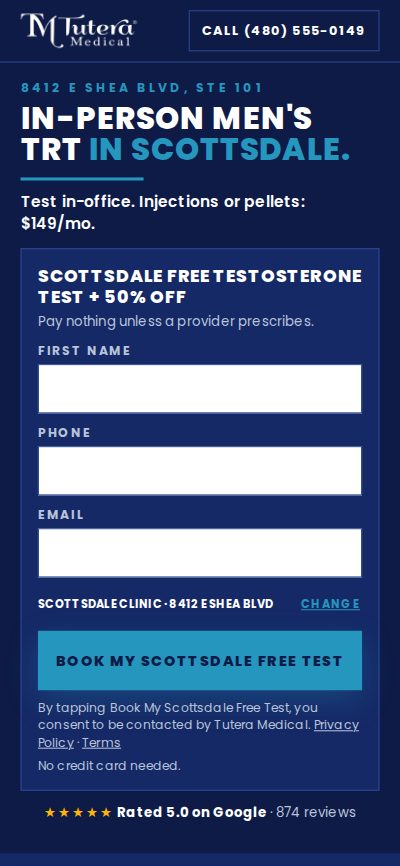 Tutera
Medical
CALL (480) 555-0149
8412 E SHEA BLVD, STE 101
IN-PERSON MEN'S
TRT IN SCOTTSDALE.
Test in-office. Injections or pellets:
$149/mo.
SCOTTSDALE FREE TESTOSTERONE
TEST + 50% OFF
Pay nothing unless a provider prescribes.
FIRST NAME
PHONE
EMAIL
SCOTTSDALE CLINIC · 8412 E SHEA BLVD CHANGE
BOOK MY SCOTTSDALE FREE TEST
By tapping Book My Scottsdale Free Test, you
consent to be contacted by Tutera Medical. Privacy
Policy · Terms
No credit card needed.
★★★★★ Rated 5.0 on Google · 874 reviews